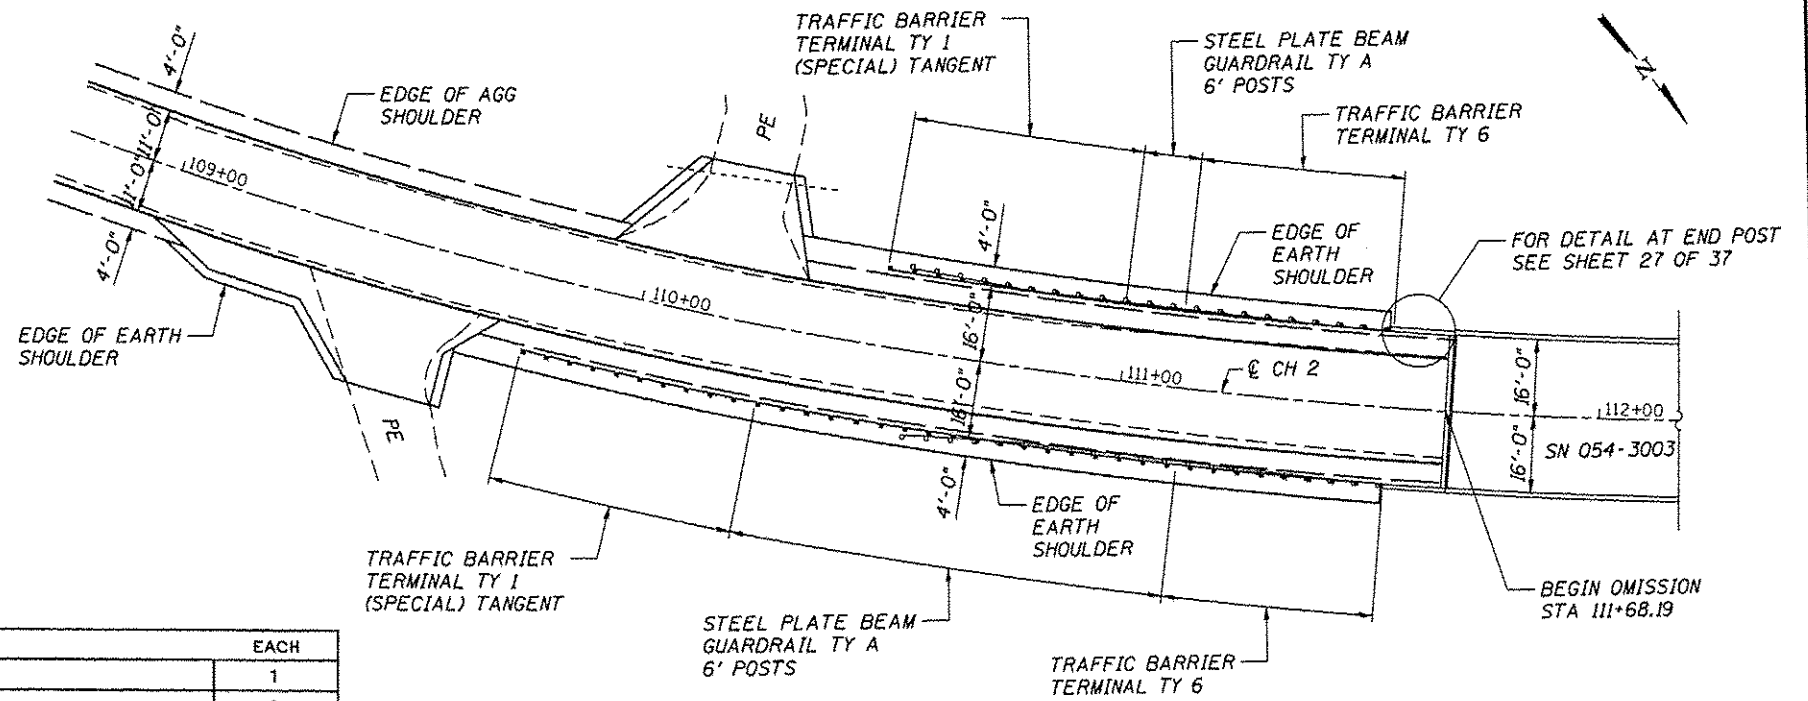 TRAFFIC BARRIER
TERMINAL TY 1
(SPECIAL) TANGENT
STEEL PLATE BEAM
GUARDRAIL TY A
6' POSTS
TRAFFIC BARRIER
TERMINAL TY 6
N
4'-0"
EDGE OF AGG
SHOULDER
PE
11'-0"
11'-0"
109+00
4'-0"
EDGE OF EARTH
SHOULDER
4'-0"
EDGE OF
EARTH
SHOULDER
FOR DETAIL AT END POST
SEE SHEET 27 OF 37
110+00
16'-0"
16'-0"
111+00
℄ CH 2
16'-0"
16'-0"
112+00
SN 054-3003
PE
4'-0"
EDGE OF
EARTH
SHOULDER
TRAFFIC BARRIER
TERMINAL TY 1
(SPECIAL) TANGENT
STEEL PLATE BEAM
GUARDRAIL TY A
6' POSTS
TRAFFIC BARRIER
TERMINAL TY 6
BEGIN OMISSION
STA 111+68.19
EACH
1